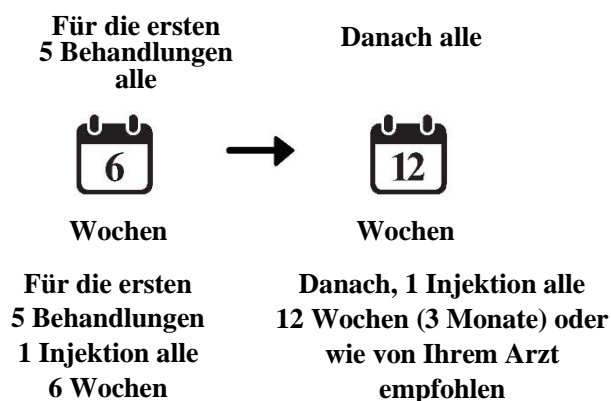 Für die ersten
5 Behandlungen
alle
6
Wochen
Für die ersten
5 Behandlungen
1 Injektion alle
6 Wochen
Danach alle
12
Wochen
Danach, 1 Injektion alle
12 Wochen (3 Monate) oder
wie von Ihrem Arzt
empfohlen